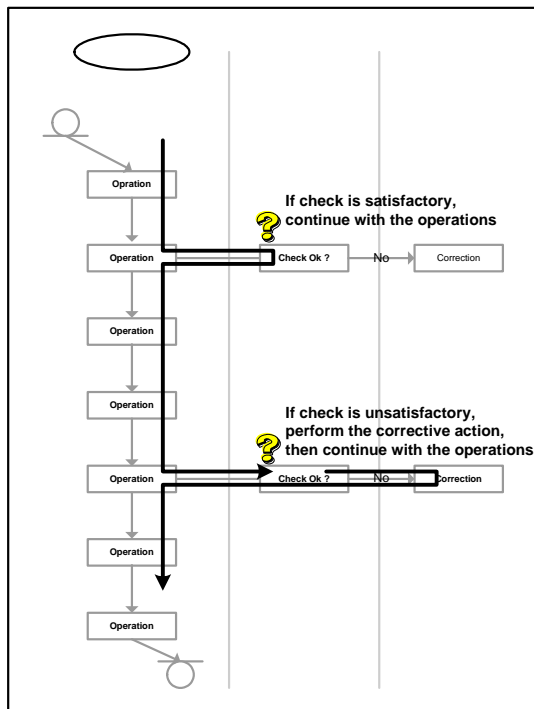 Opration
If check is satisfactory,
continue with the operations
Operation
Check Ok ?
No
Correction
Operation
Operation
If check is unsatisfactory,
perform the corrective action,
then continue with the operations
Operation
Check Ok ?
No
Correction
Operation
Operation